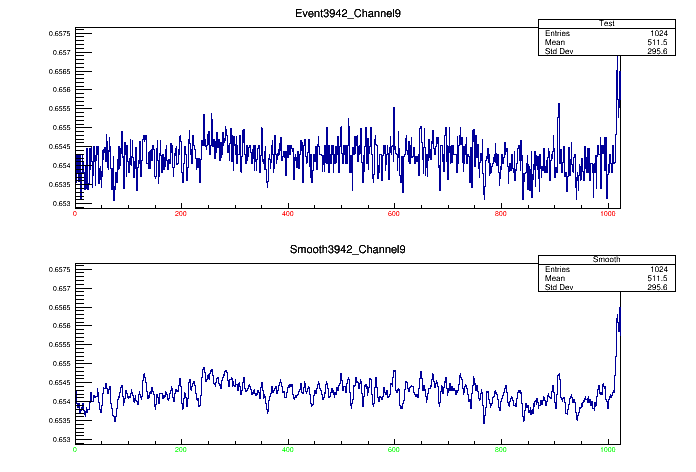 Event3942_Channel9
Test
Entries 1024
Mean 511.5
Std Dev 295.6
0.6575
0.657
0.6565
0.656
0.6555
0.655
0.6545
0.654
0.6535
0.653
0 200 400 600 800 1000
Smooth3942_Channel9
Smooth
Entries 1024
Mean 511.5
Std Dev 295.6
0.6575
0.657
0.6565
0.656
0.6555
0.655
0.6545
0.654
0.6535
0.653
0 200 400 600 800 1000